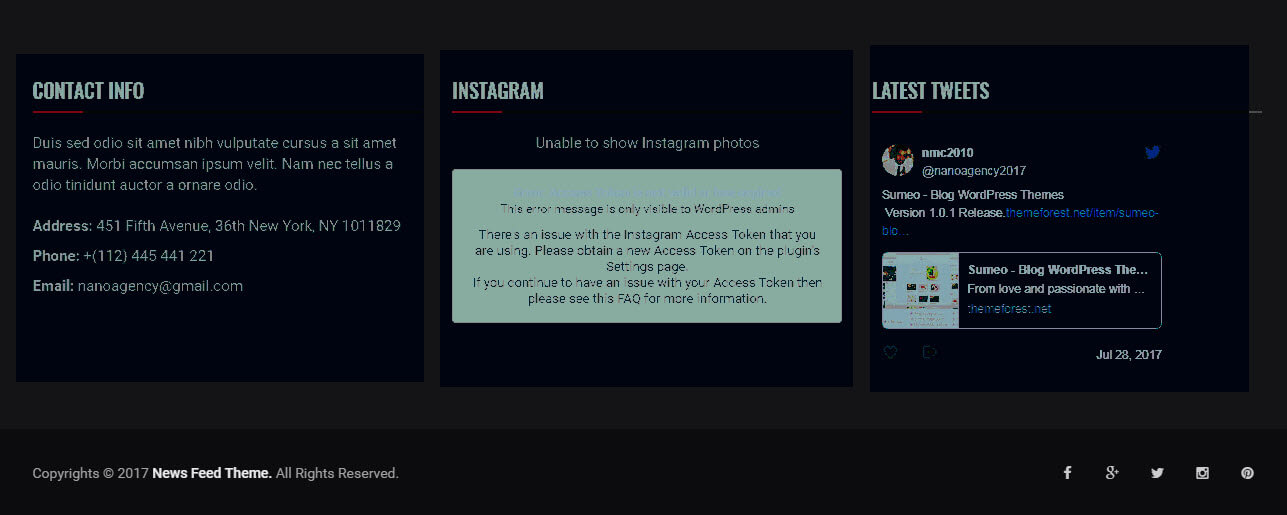 CONTACT INFO
Duis sed odio sit amet nibh vulputate cursus a sit amet
mauris. Morbi accumsan ipsum velit. Nam nec tellus a
odio tinidunt auctor a ornare odio.
Address: 451 Fifth Avenue, 36th New York, NY 1011829
Phone: +(112) 445 441 221
Email: nanoagency@gmail.com
INSTAGRAM
Unable to show Instagram photos
This error message is only visible to WordPress admins
There's an issue with the Instagram Access Token that you
are using. Please obtain a new Access Token on the plugin's
Settings page.
If you continue to have an issue with your Access Token then
please see this FAQ for more information.
LATEST TWEETS
nmc2010
@nanoagency2017
Sumeo - Blog WordPress Themes
Version 1.0.1 Release.themeforest.net/item/sumeo-
blo...
Sumeo - Blog WordPress The...
From love and passionate with ...
themeforest.net
Jul 28, 2017
Copyrights © 2017 News Feed Theme. All Rights Reserved.